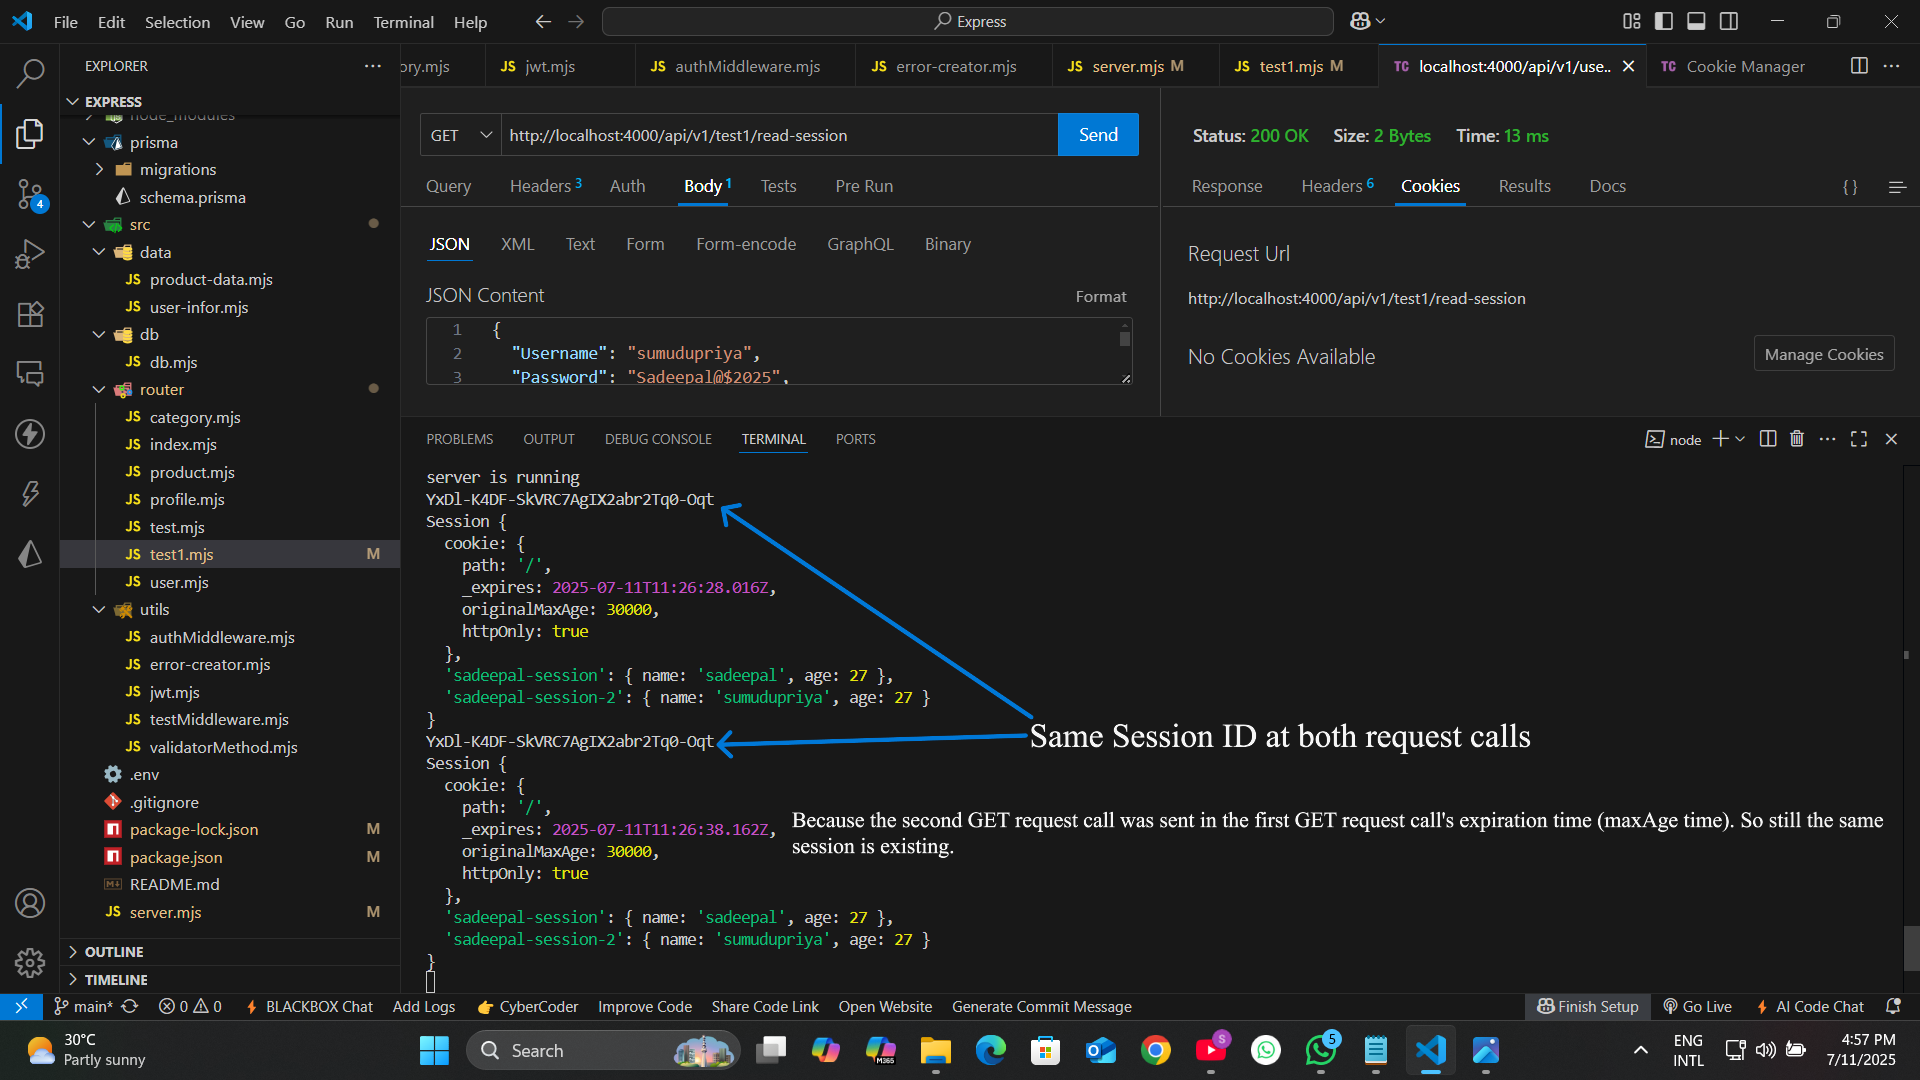 File Edit Selection View Go Run Terminal Help
Express
EXPLORER
ory.mjs
JS jwt.mjs
JS authMiddleware.mjs
JS error-creator.mjs
JS server.mjs M
JS test1.mjs M
TC localhost:4000/api/v1/use..
TC Cookie Manager
EXPRESS
node_modules
prisma
migrations
schema.prisma
src
data
JS product-data.mjs
JS user-infor.mjs
db
JS db.mjs
router
JS category.mjs
JS index.mjs
JS product.mjs
JS profile.mjs
JS test.mjs
JS test1.mjs M
JS user.mjs
utils
JS authMiddleware.mjs
JS error-creator.mjs
JS jwt.mjs
JS testMiddleware.mjs
JS validatorMethod.mjs
.env
.gitignore
package-lock.json M
package.json M
README.md
JS server.mjs M
OUTLINE
TIMELINE
4
GET http://localhost:4000/api/v1/test1/read-session Send
Query Headers 3 Auth Body 1 Tests Pre Run
JSON XML Text Form Form-encode GraphQL Binary
JSON Content Format
1 {
2 "Username": "sumudupriya",
3 "Password": "Sadeepal@$2025",
Status: 200 OK Size: 2 Bytes Time: 13 ms
Response Headers 6 Cookies Results Docs {}
Request Url
http://localhost:4000/api/v1/test1/read-session
No Cookies Available
Manage Cookies
PROBLEMS OUTPUT DEBUG CONSOLE TERMINAL PORTS
node
server is running
YxDl-K4DF-SkVRC7AgIX2abr2Tq0-Oqt
Session {
cookie: {
path: '/',
_expires: 2025-07-11T11:26:28.016Z,
originalMaxAge: 30000,
httpOnly: true
},
'sadeepal-session': { name: 'sadeepal', age: 27 },
'sadeepal-session-2': { name: 'sumudupriya', age: 27 }
}
YxDl-K4DF-SkVRC7AgIX2abr2Tq0-Oqt
Session {
cookie: {
path: '/',
_expires: 2025-07-11T11:26:38.162Z,
originalMaxAge: 30000,
httpOnly: true
},
'sadeepal-session': { name: 'sadeepal', age: 27 },
'sadeepal-session-2': { name: 'sumudupriya', age: 27 }
}
Same Session ID at both request calls
Because the second GET request call was sent in the first GET request call's expiration time (maxAge time). So still the same
session is existing.
main* 0 0 BLACKBOX Chat Add Logs CyberCoder Improve Code Share Code Link Open Website Generate Commit Message Finish Setup Go Live AI Code Chat
30°C
Partly sunny
Search
M365
S
5
ENG
INTL
4:57 PM
7/11/2025